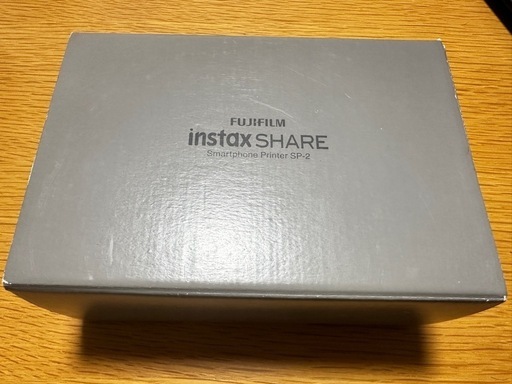 FUJIFILM
instax SHARE
Smartphone Printer SP-2